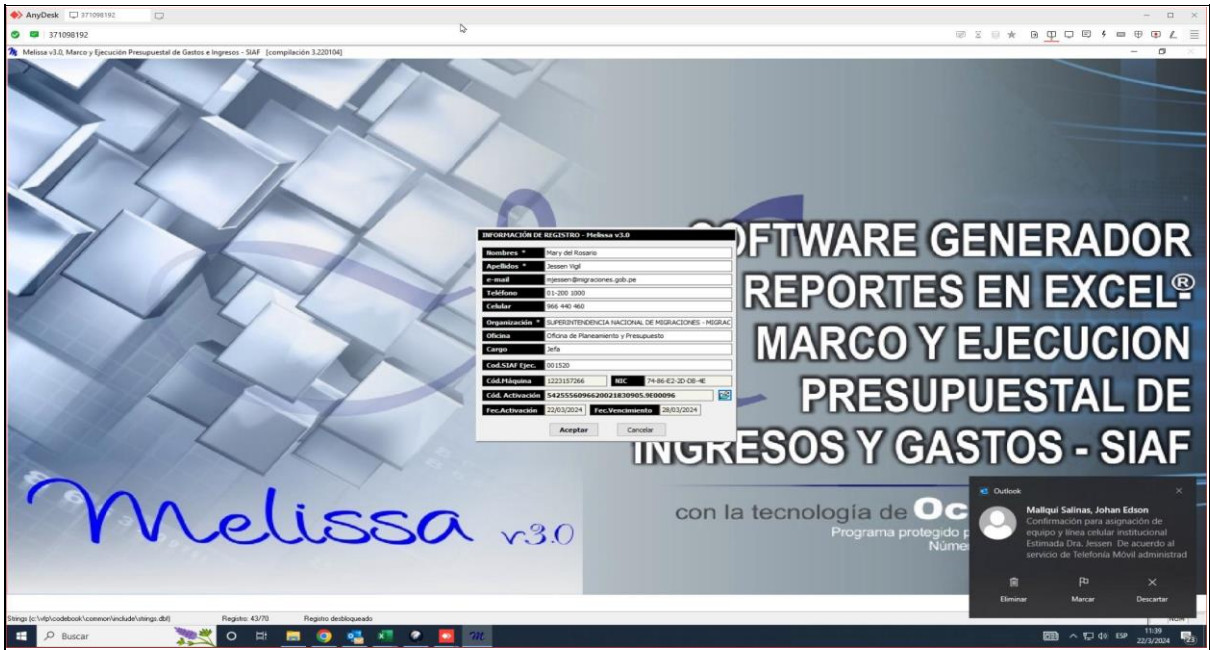 AnyDesk 371098192
371098192
Melissa v3.0, Marco y Ejecución Presupuestal de Gastos e Ingresos - SIAF [compilación 3.220104]
SOFTWARE GENERADOR
REPORTES EN EXCEL®
MARCO Y EJECUCION
PRESUPUESTAL DE
INGRESOS Y GASTOS - SIAF
INFORMACIÓN DE REGISTRO - Melissa v3.0
Nombres * Mary del Rosario
Apellidos * Jessen Vigil
e-mail mjessen@migraciones.gob.pe
Teléfono 01-200 1000
Celular 966 440 460
Organización * SUPERINTENDENCIA NACIONAL DE MIGRACIONES - MIGRAC
Oficina Oficina de Planeamiento y Presupuesto
Cargo Jefa
Cod.SIAF Ejec. 001520
Cód.Máquina 1223157266 NIC 74-86-E2-2D-DB-4E
Cód. Activación 5425556096620021830905.9E00096
Fec.Activación 22/03/2024 Fec.Vencimiento 28/03/2024
Aceptar Cancelar
Melissa v3.0
con la tecnología de Oc
Programa protegido p
Núme
Outlook
Mallqui Salinas, Johan Edson
Confirmación para asignación de
equipo y línea celular institucional
Estimada Dra. Jessen De acuerdo al
servicio de Telefonía Móvil administrad
Eliminar Marcar Descartar
Strings (c:\vfp\codebook\common\include\strings.dbf) Registro: 43/70 Registro desbloqueado NUM
Buscar ESP 11:39
22/3/2024 23